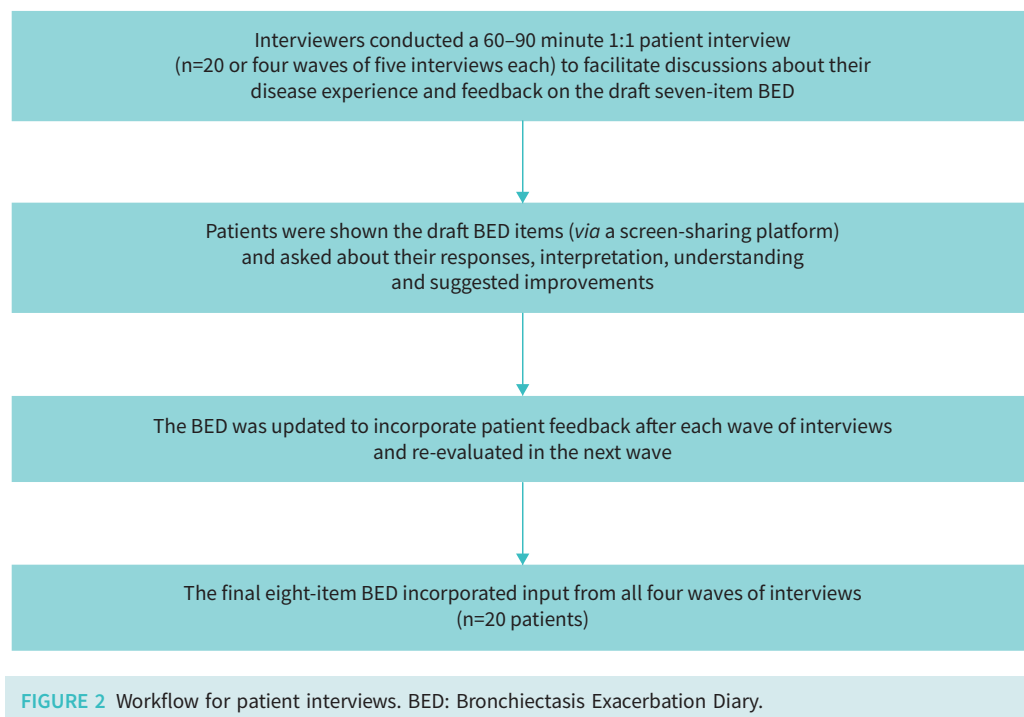 Interviewers conducted a 60–90 minute 1:1 patient interview
(n=20 or four waves of five interviews each) to facilitate discussions about their
disease experience and feedback on the draft seven-item BED
Patients were shown the draft BED items (via a screen-sharing platform)
and asked about their responses, interpretation, understanding
and suggested improvements
The BED was updated to incorporate patient feedback after each wave of interviews
and re-evaluated in the next wave
The final eight-item BED incorporated input from all four waves of interviews
(n=20 patients)
FIGURE 2 Workflow for patient interviews. BED: Bronchiectasis Exacerbation Diary.